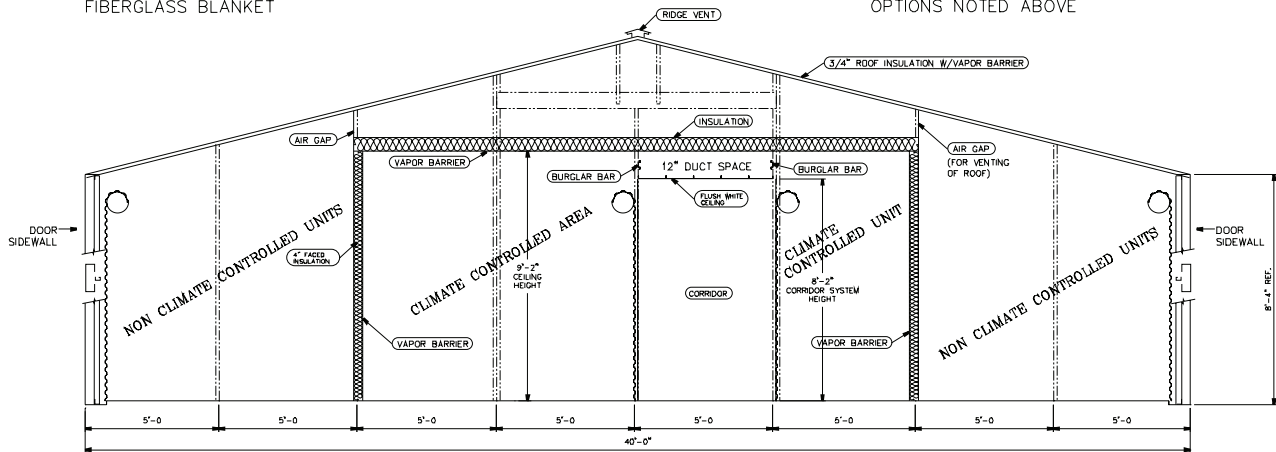 FIBERGLASS BLANKET
OPTIONS NOTED ABOVE
RIDGE VENT
3/4" ROOF INSULATION W/VAPOR BARRIER
INSULATION
AIR GAP
AIR GAP
(FOR VENTING
OF ROOF)
VAPOR BARRIER
BURGLAR BAR
12" DUCT SPACE
BURGLAR BAR
FLUSH WHITE
CEILING
DOOR
SIDEWALL
DOOR
SIDEWALL
NON CLIMATE CONTROLLED UNITS
4" FACED
INSULATION
CLIMATE CONTROLLED AREA
9'-2"
CEILING
HEIGHT
CORRIDOR
CLIMATE
CONTROLLED UNIT
8'-2"
CORRIDOR SYSTEM
HEIGHT
NON CLIMATE CONTROLLED UNITS
8'-4" REF.
VAPOR BARRIER
VAPOR BARRIER
5'-0 5'-0 5'-0 5'-0 5'-0 5'-0 5'-0 5'-0
40'-0"